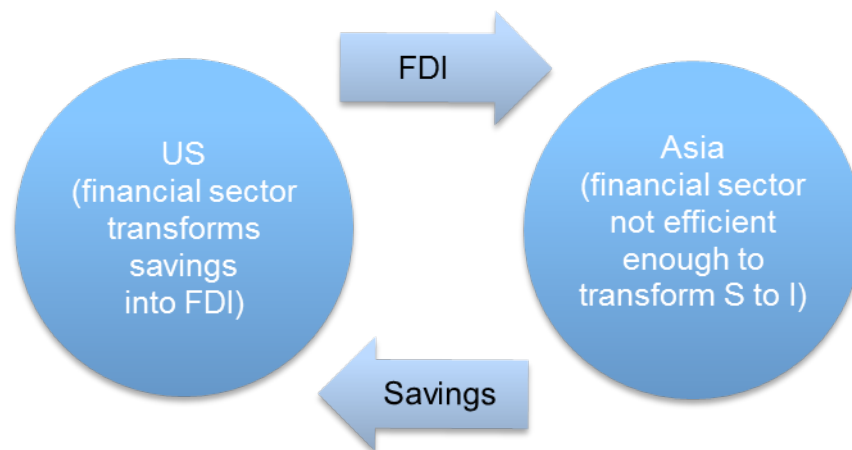 FDI
US
(financial sector
transforms
savings
into FDI)
Asia
(financial sector
not efficient
enough to
transform S to I)
Savings